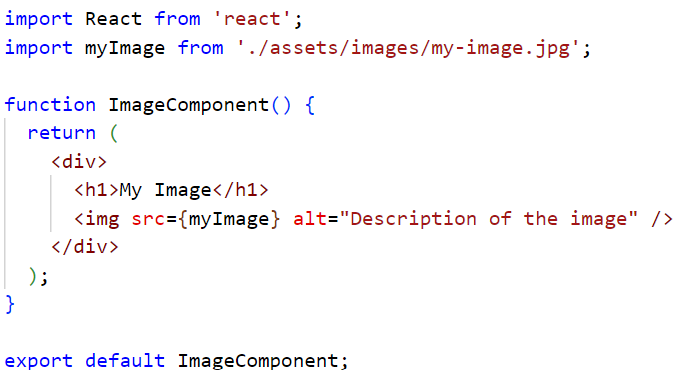 import React from 'react';
import myImage from './assets/images/my-image.jpg';
function ImageComponent() {
return (
<div>
<h1>My Image</h1>
<img src={myImage} alt="Description of the image" />
</div>
);
}
export default ImageComponent;